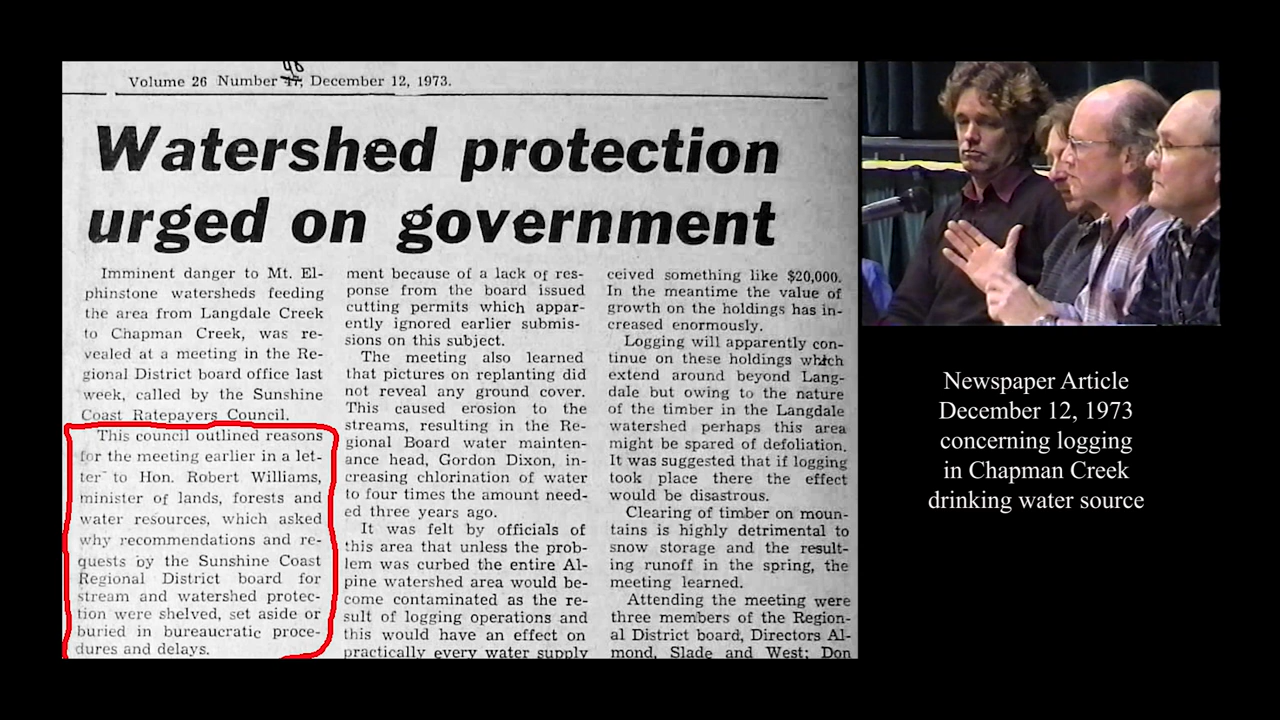 Volume 26 Number 47, December 12, 1973.
48
Watershed protection
urged on government
Imminent danger to Mt. El-
phinstone watersheds feeding
the area from Langdale Creek
to Chapman Creek, was re-
vealed at a meeting in the Re-
gional District board office last
week, called by the Sunshine
Coast Ratepayers Council.
This council outlined reasons
for the meeting earlier in a let-
ter to Hon. Robert Williams,
minister of lands, forests and
water resources, which asked
why recommendations and re-
quests by the Sunshine Coast
Regional District board for
stream and watershed protec-
tion were shelved, set aside or
buried in bureaucratic proce-
dures and delays.
ment because of a lack of res-
ponse from the board issued
cutting permits which appar-
ently ignored earlier submis-
sions on this subject.
The meeting also learned
that pictures on replanting did
not reveal any ground cover.
This caused erosion to the
streams, resulting in the Re-
gional Board water mainten-
ance head, Gordon Dixon, in-
creasing chlorination of water
to four times the amount need-
ed three years ago.
It was felt by officials of
this area that unless the prob-
lem was curbed the entire Al-
pine watershed area would be-
come contaminated as the re-
sult of logging operations and
this would have an effect on
practically every water supply
ceived something like $20,000.
In the meantime the value of
growth on the holdings has in-
creased enormously.
Logging will apparently con-
tinue on these holdings which
extend around beyond Lang-
dale but owing to the nature
of the timber in the Langdale
watershed perhaps this area
might be spared of defoliation.
It was suggested that if logging
took place there the effect
would be disastrous.
Clearing of timber on moun-
tains is highly detrimental to
snow storage and the result-
ing runoff in the spring, the
meeting learned.
Attending the meeting were
three members of the Region-
al District board, Directors Al-
mond, Slade and West; Don
Newspaper Article
December 12, 1973
concerning logging
in Chapman Creek
drinking water source